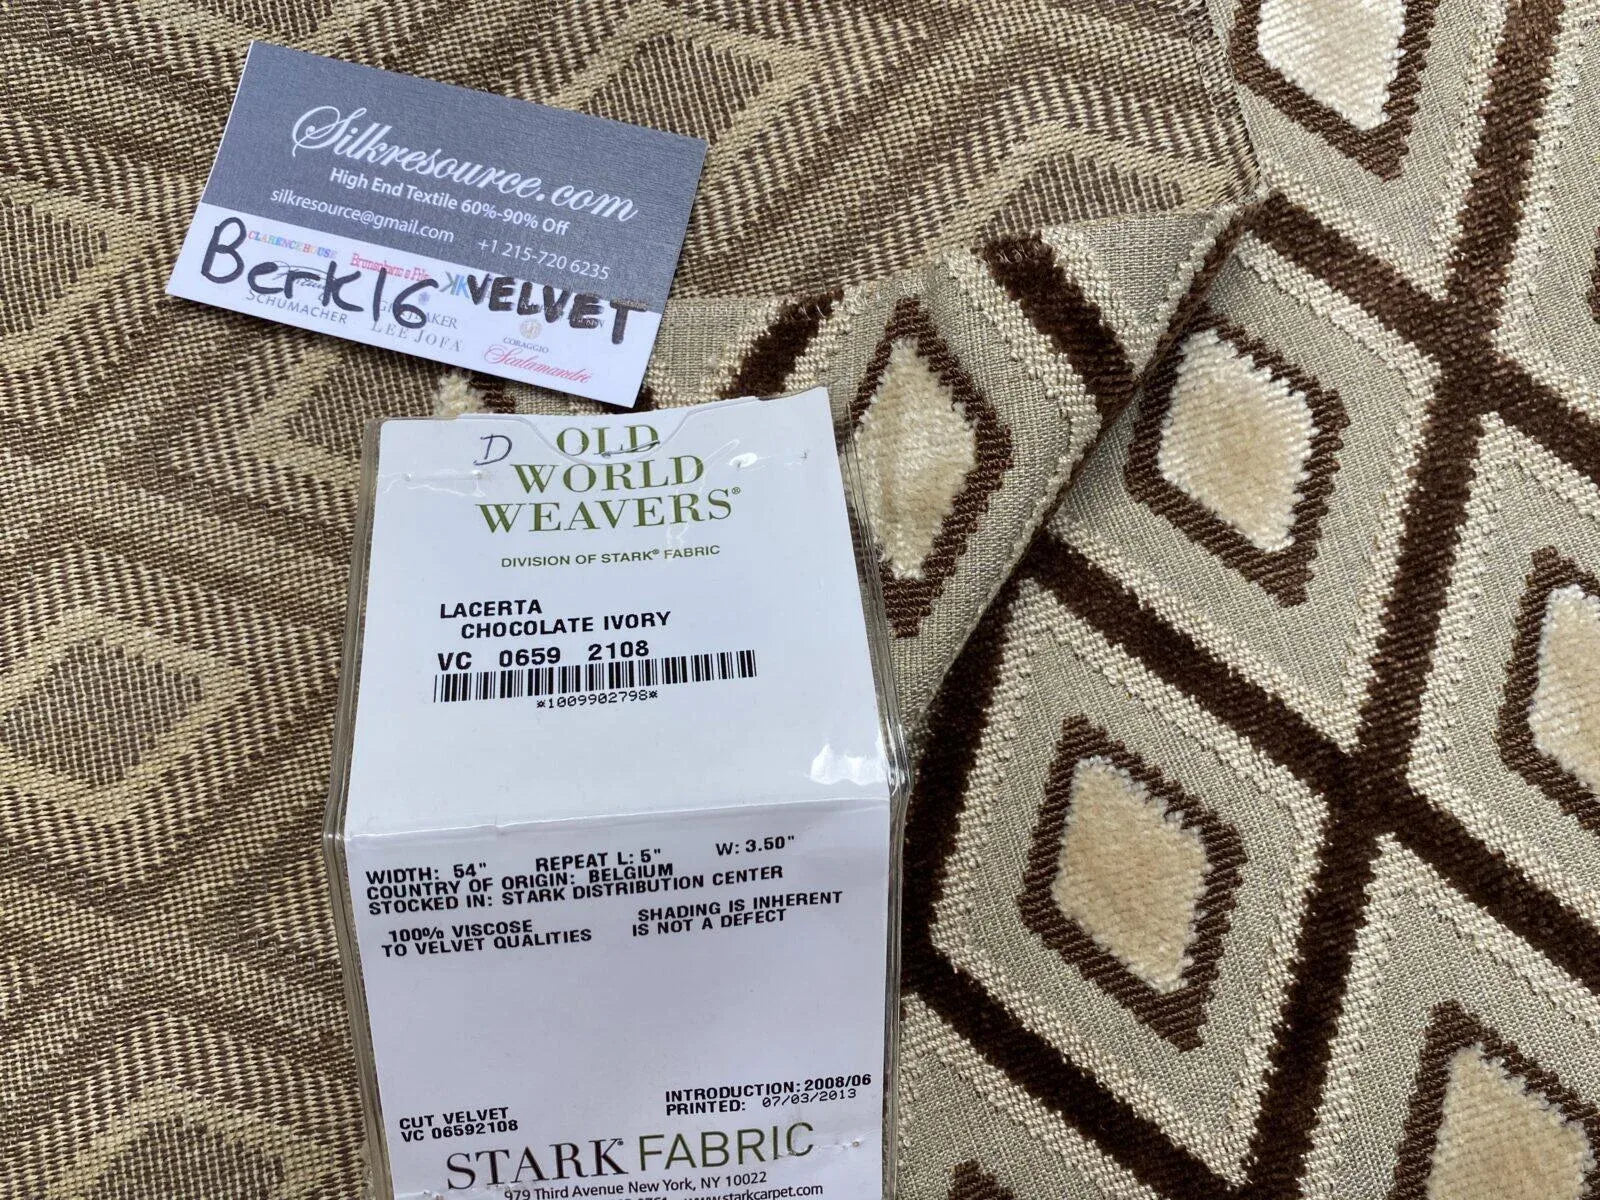 Silkresource.com
High End Textile 60%-90% Off
silkresource@gmail.com +1 215-720 6235
CLARENCE HOUSE
Berk16 VELVET
SCHUMACHER
LEE JOFA
CORAGGIO
Scalamandré
D OLD
WORLD
WEAVERS®
DIVISION OF STARK® FABRIC
LACERTA
CHOCOLATE IVORY
VC 0659 2108
*1009902798*
WIDTH: 54" REPEAT L: 5" W: 3.50"
COUNTRY OF ORIGIN: BELGIUM
STOCKED IN: STARK DISTRIBUTION CENTER
100% VISCOSE SHADING IS INHERENT
TO VELVET QUALITIES IS NOT A DEFECT
INTRODUCTION: 2008/06
PRINTED: 07/03/2013
CUT VELVET
VC 06592108
STARK® FABRIC
979 Third Avenue New York, NY 10022
www.starkcarpet.com